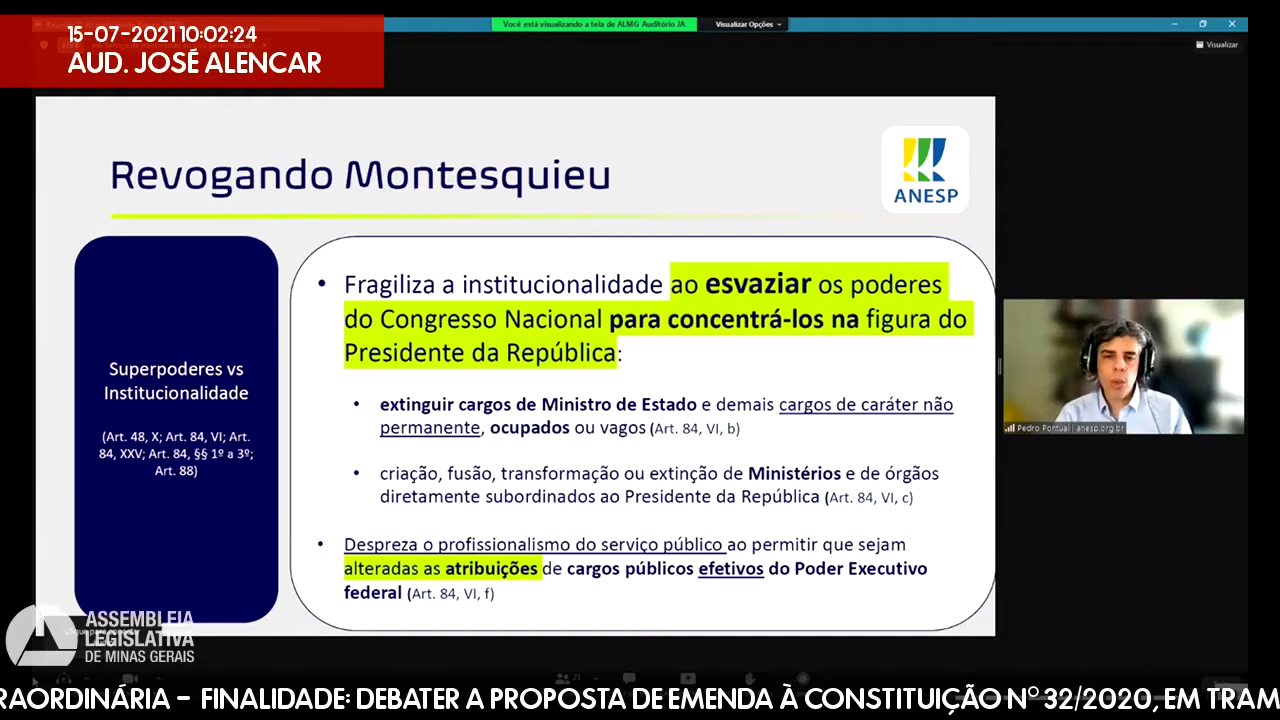 15-07-2021 10:02:24
AUD. JOSÉ ALENCAR
Você está visualizando a tela de ALMG Auditório JA
Visualizar Opções
Visualizar
Revogando Montesquieu
ANESP
Superpoderes vs
Institucionalidade
(Art. 48, X; Art. 84, VI; Art.
84, XXV; Art. 84, §§ 1º a 3º;
Art. 88)
• Fragiliza a institucionalidade ao esvaziar os poderes
do Congresso Nacional para concentrá-los na figura do
Presidente da República:
• extinguir cargos de Ministro de Estado e demais cargos de caráter não
permanente, ocupados ou vagos (Art. 84, VI, b)
• criação, fusão, transformação ou extinção de Ministérios e de órgãos
diretamente subordinados ao Presidente da República (Art. 84, VI, c)
• Despreza o profissionalismo do serviço público ao permitir que sejam
alteradas as atribuições de cargos públicos efetivos do Poder Executivo
federal (Art. 84, VI, f)
Pedro Pontual | anesp.org.br
ASSEMBLEIA
LEGISLATIVA
DE MINAS GERAIS
RAORDINÁRIA - FINALIDADE: DEBATER A PROPOSTA DE EMENDA À CONSTITUIÇÃO Nº 32/2020, EM TRAM